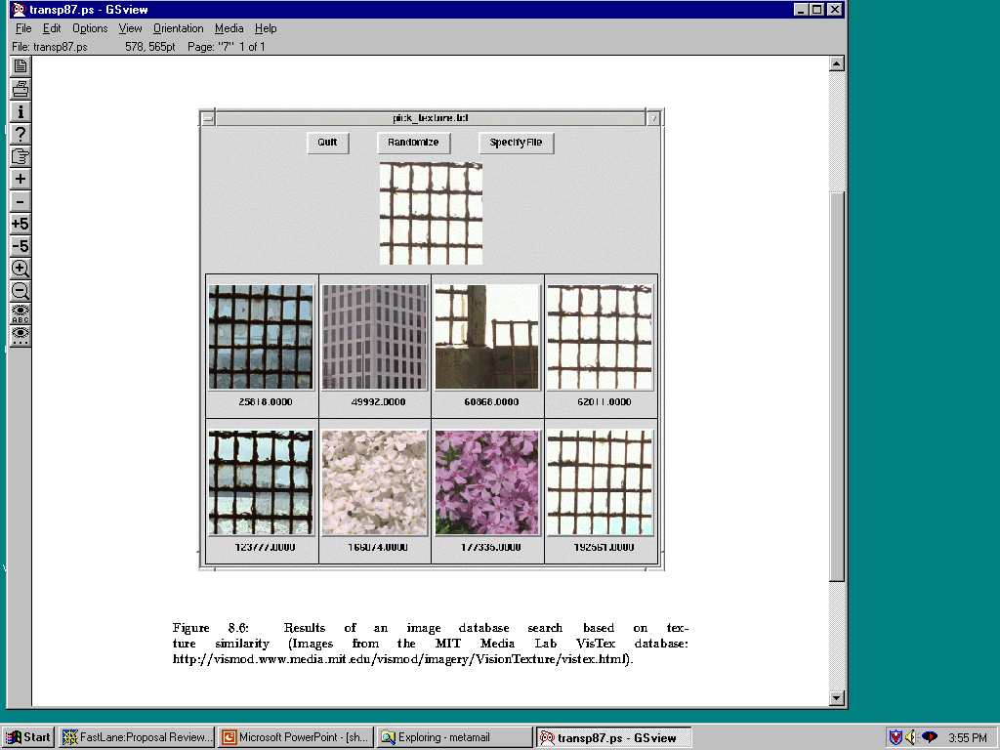 transp87.ps - GSview
File Edit Options View Orientation Media Help
File: transp87.ps 578, 565pt Page: "7" 1 of 1
i
?
+
-
+5
-5
ABC
pick_texture.tcl
Quit Randomize Specify File
25818.0000 49992.0000 60868.0000 62011.0000
123777.0000 166074.0000 177335.0000 192561.0000
Figure 8.6: Results of an image database search based on tex-
ture similarity (Images from the MIT Media Lab VisTex database:
http://vismod.www.media.mit.edu/vismod/imagery/VisionTexture/vistex.html).
Start FastLane:Proposal Review... Microsoft PowerPoint - [sh... Exploring - metamail transp87.ps - GSview 3:55 PM